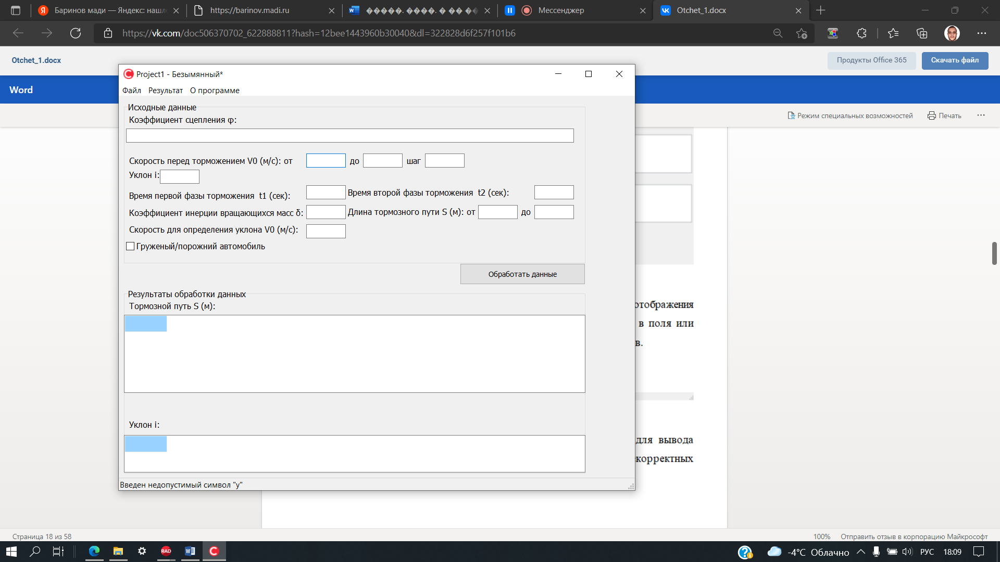 Баринов мади — Яндекс: нашл
https://barinov.madi.ru
�����. ����. � �� ��
Мессенджер
Otchet_1.docx
https://vk.com/doc506370702_622888811?hash=12bee1443960b30040&dl=322828d6f257f101b6
Otchet_1.docx
Продукты Office 365
Скачать файл
Word
Режим специальных возможностей
Печать
Project1 - Безымянный*
Файл Результат О программе
Исходные данные
Коэффициент сцепления φ:
Скорость перед торможением V0 (м/с): от до шаг
Уклон i:
Время первой фазы торможения t1 (сек): Время второй фазы торможения t2 (сек):
Коэффициент инерции вращающихся масс δ: Длина тормозного пути S (м): от до
Скорость для определения уклона V0 (м/с):
Груженый/порожний автомобиль
Обработать данные
Результаты обработки данных
Тормозной путь S (м):
Уклон i:
Введен недопустимый символ "у"
отображения
в поля или
в.
для вывода
корректных
Страница 18 из 58
100% Отправить отзыв в корпорацию Майкрософт
RAD
-4°C Облачно
РУС
18:09